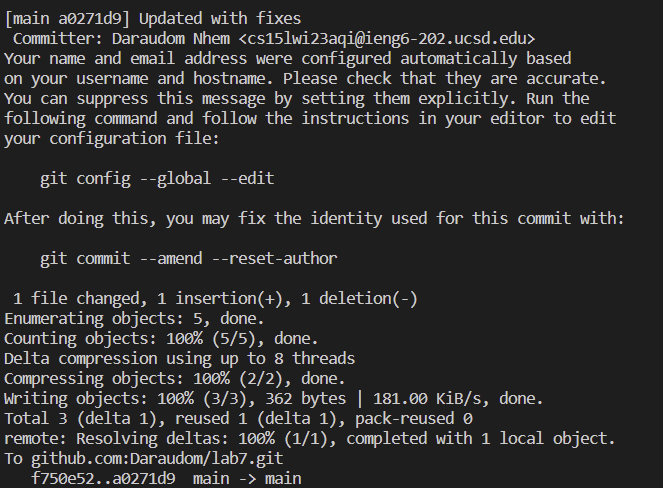 [main a0271d9] Updated with fixes
 Committer: Daraudom Nhem <cs15lwi23aqi@ieng6-202.ucsd.edu>
Your name and email address were configured automatically based
on your username and hostname. Please check that they are accurate.
You can suppress this message by setting them explicitly. Run the
following command and follow the instructions in your editor to edit
your configuration file:

    git config --global --edit

After doing this, you may fix the identity used for this commit with:

    git commit --amend --reset-author

 1 file changed, 1 insertion(+), 1 deletion(-)
Enumerating objects: 5, done.
Counting objects: 100% (5/5), done.
Delta compression using up to 8 threads
Compressing objects: 100% (2/2), done.
Writing objects: 100% (3/3), 362 bytes | 181.00 KiB/s, done.
Total 3 (delta 1), reused 1 (delta 1), pack-reused 0
remote: Resolving deltas: 100% (1/1), completed with 1 local object.
To github.com:Daraudom/lab7.git
   f750e52..a0271d9  main -> main